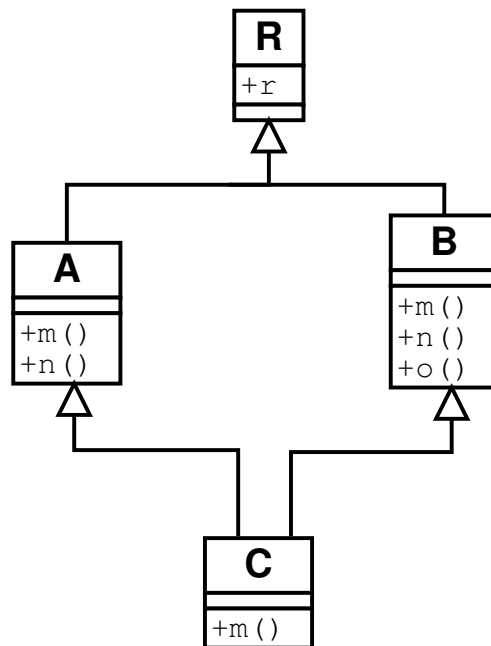 R
+r
A
+m()
+n()
B
+m()
+n()
+o()
C
+m()